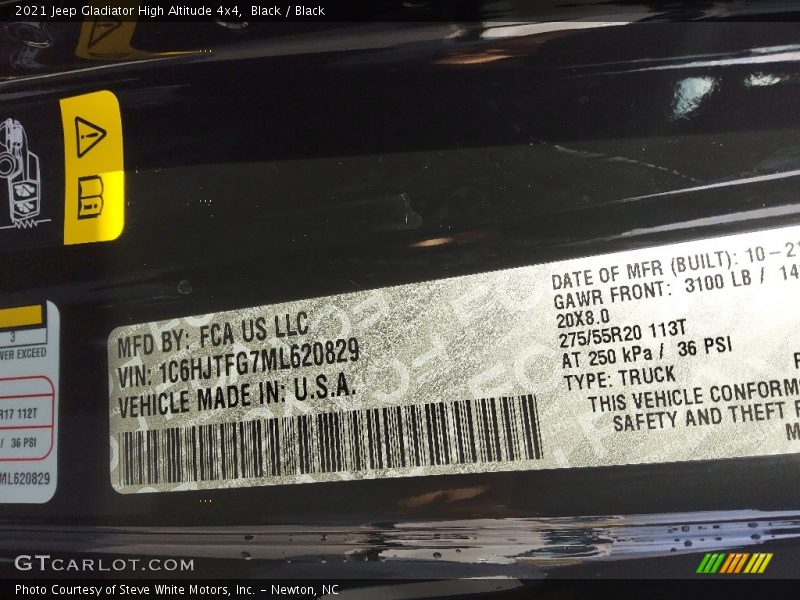 2021 Jeep Gladiator High Altitude 4x4, Black / Black
3
VER EXCEED
R17 112T
/ 36 PSI
ML620829
MFD BY: FCA US LLC
VIN: 1C6HJTFG7ML620829
VEHICLE MADE IN: U.S.A.
DATE OF MFR (BUILT): 10-21
GAWR FRONT: 3100 LB / 14
20X8.0
275/55R20 113T
AT 250 kPa / 36 PSI
TYPE: TRUCK
THIS VEHICLE CONFORM
SAFETY AND THEFT
GTCARLOT.COM
Photo Courtesy of Steve White Motors, Inc. – Newton, NC